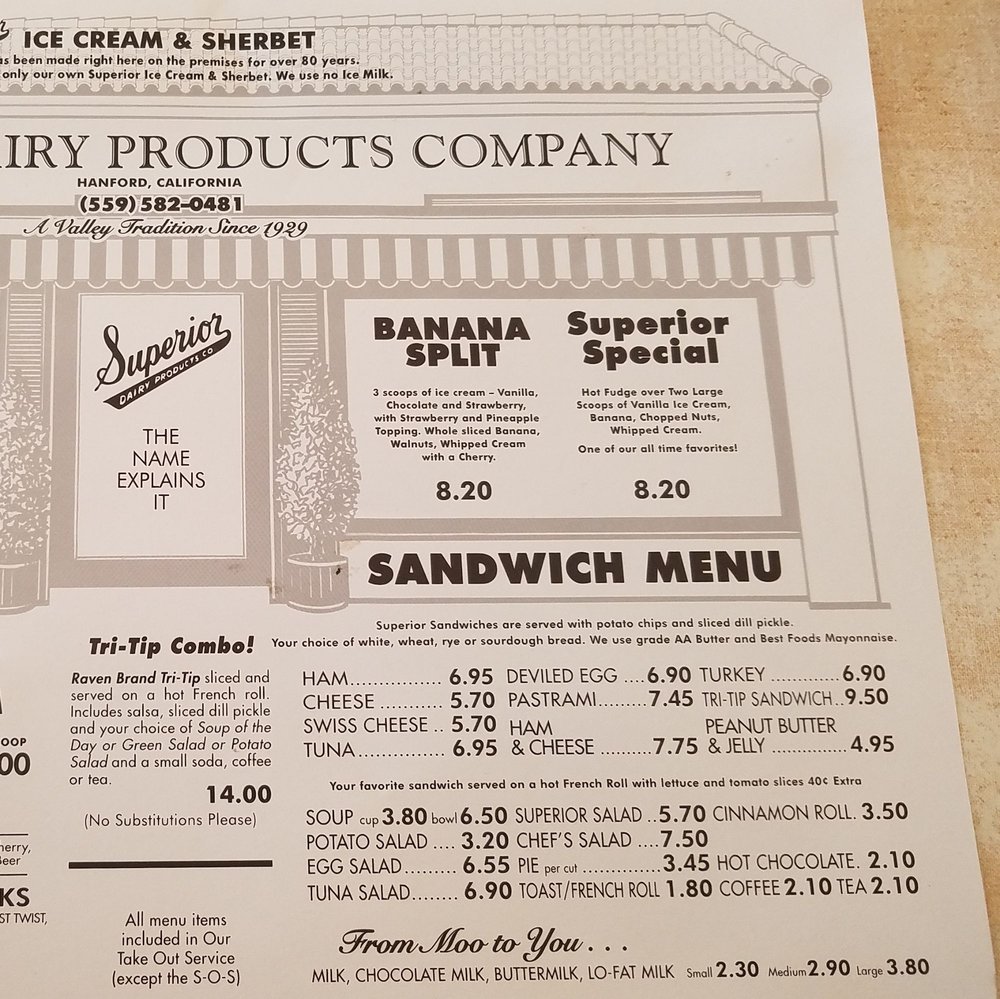 ICE CREAM & SHERBET
been made right here on the premises for over 80 years.
only our own Superior Ice Cream & Sherbet. We use no Ice Milk.
PRODUCTS COMPANY
HANFORD, CALIFORNIA
(559) 582-0481
A Valley Tradition Since 1929
Superior
DAIRY PRODUCTS CO
THE
NAME
EXPLAINS
IT
BANANA
SPLIT
3 scoops of ice cream – Vanilla,
Chocolate and Strawberry,
with Strawberry and Pineapple
Topping. Whole sliced Banana,
Walnuts, Whipped Cream
with a Cherry.
8.20
Superior
Special
Hot Fudge over Two Large
Scoops of Vanilla Ice Cream,
Banana, Chopped Nuts,
Whipped Cream.
One of our all time favorites!
8.20
SANDWICH MENU
Superior Sandwiches are served with potato chips and sliced dill pickle.
Your choice of white, wheat, rye or sourdough bread. We use grade AA Butter and Best Foods Mayonnaise.
HAM.............. 6.95 DEVILED EGG ....6.90 TURKEY ............6.90
CHEESE .......... 5.70 PASTRAMI.........7.45 TRI-TIP SANDWICH..9.50
SWISS CHEESE .. 5.70 HAM PEANUT BUTTER
TUNA.............. 6.95 & CHEESE .........7.75 & JELLY .............. 4.95
Your favorite sandwich served on a hot French Roll with lettuce and tomato slices 40¢ Extra
SOUP cup 3.80 bowl 6.50 SUPERIOR SALAD ..5.70 CINNAMON ROLL. 3.50
POTATO SALAD .... 3.20 CHEF'S SALAD ....7.50
EGG SALAD......... 6.55 PIE per cut ..............3.45 HOT CHOCOLATE. 2.10
TUNA SALAD........ 6.90 TOAST/FRENCH ROLL 1.80 COFFEE 2.10 TEA 2.10
From Moo to You . . .
MILK, CHOCOLATE MILK, BUTTERMILK, LO-FAT MILK Small 2.30 Medium 2.90 Large 3.80
Tri-Tip Combo!
Raven Brand Tri-Tip sliced and
served on a hot French roll.
Includes salsa, sliced dill pickle
and your choice of Soup of the
Day or Green Salad or Potato
Salad and a small soda, coffee
or tea.
14.00
(No Substitutions Please)
All menu items
included in Our
Take Out Service
(except the S-O-S)
Beer
TWIST,